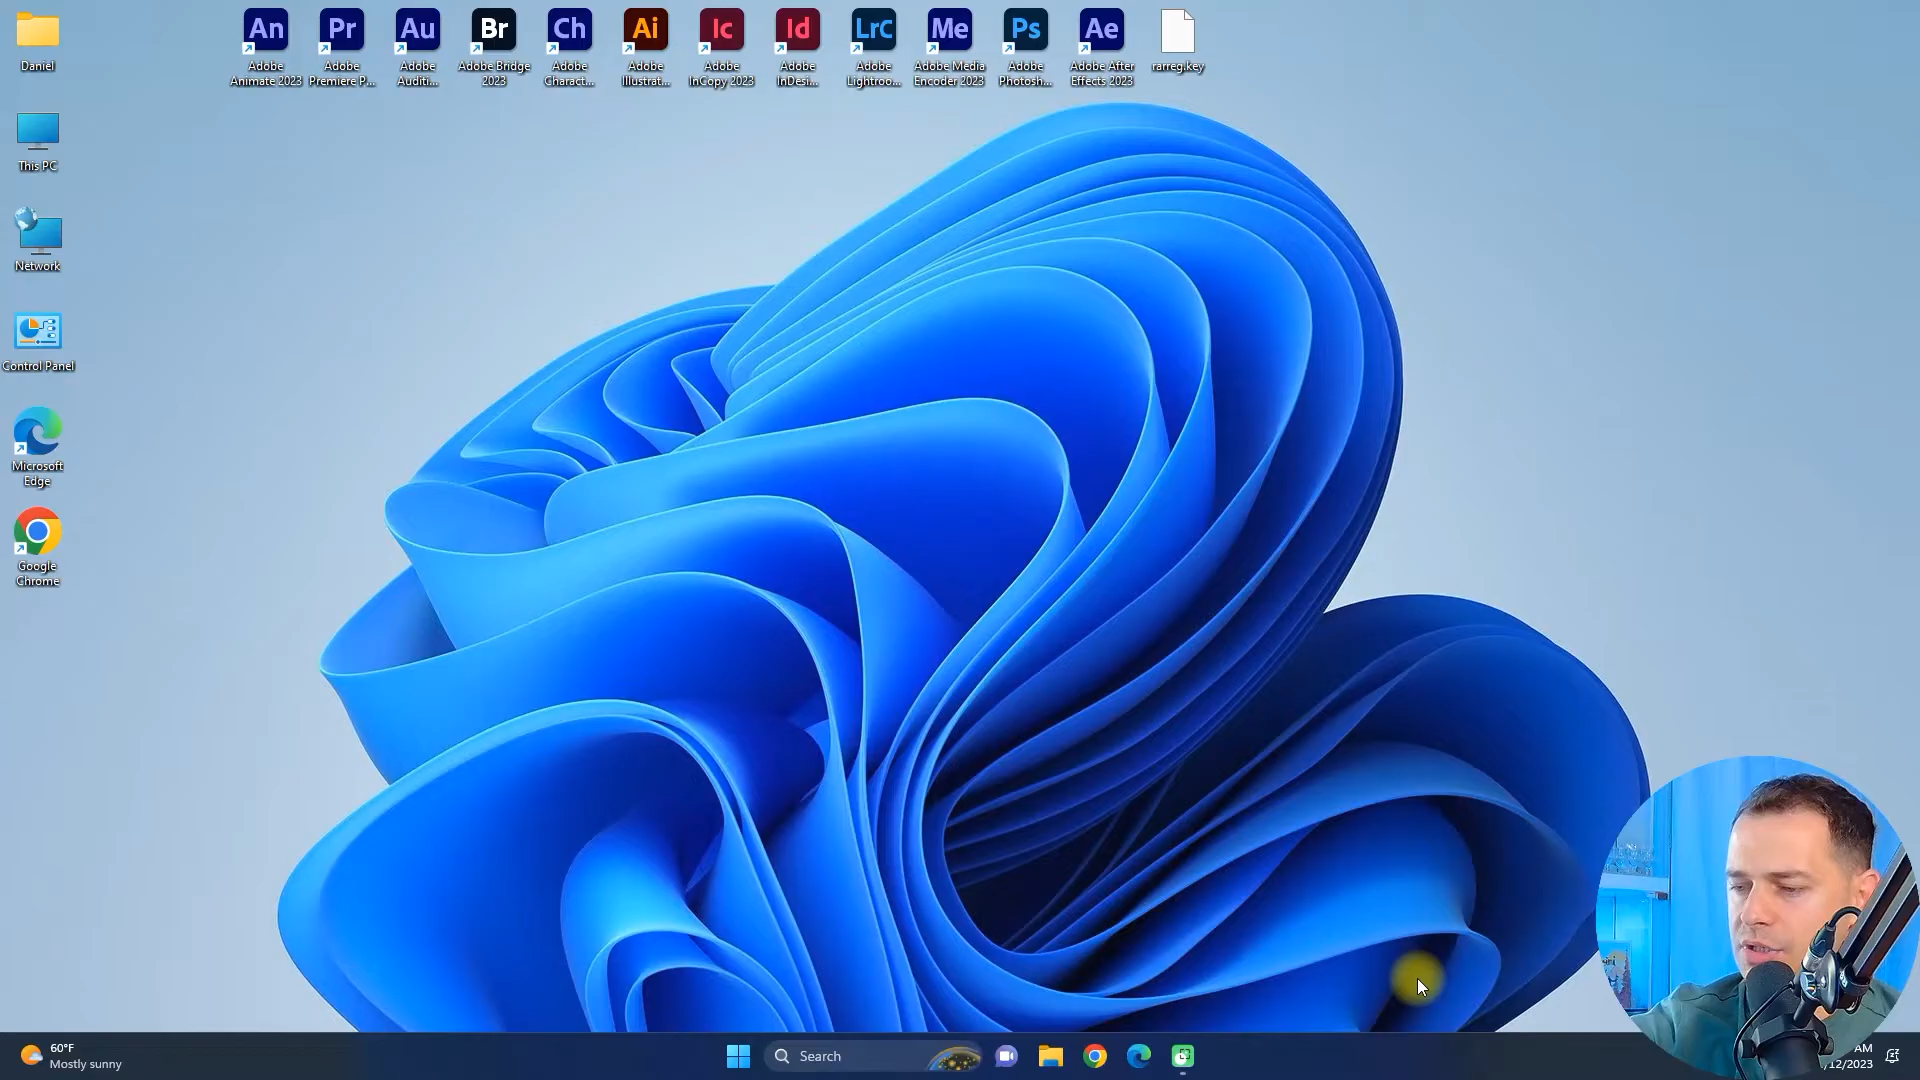 An
Pr
Au
Br
Ch
Ai
Ic
Id
LrC
Me
Ps
Ae
Daniel
Adobe
Animate 2023
Adobe
Premiere P...
Adobe
Auditi...
Adobe Bridge
2023
Adobe
Charact...
Adobe
Illustrat...
Adobe
InCopy 2023
Adobe
InDesi...
Adobe
Lightroo...
Adobe Media
Encoder 2023
Adobe
Photosh...
Adobe After
Effects 2023
rarreg.key
This PC
Network
Control Panel
Microsoft
Edge
Google
Chrome
60°F
Mostly sunny
Search
AM
/12/2023